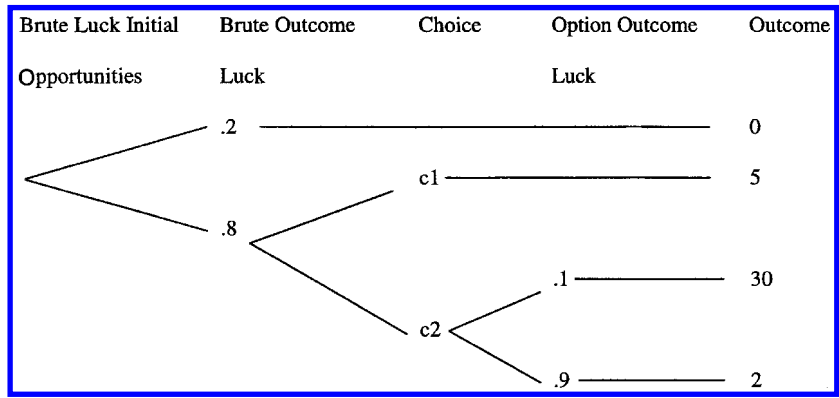 Brute Luck Initial Brute Outcome Choice Option Outcome Outcome
Opportunities Luck Luck
.2 0
c1 5
.8
.1 30
c2
.9 2